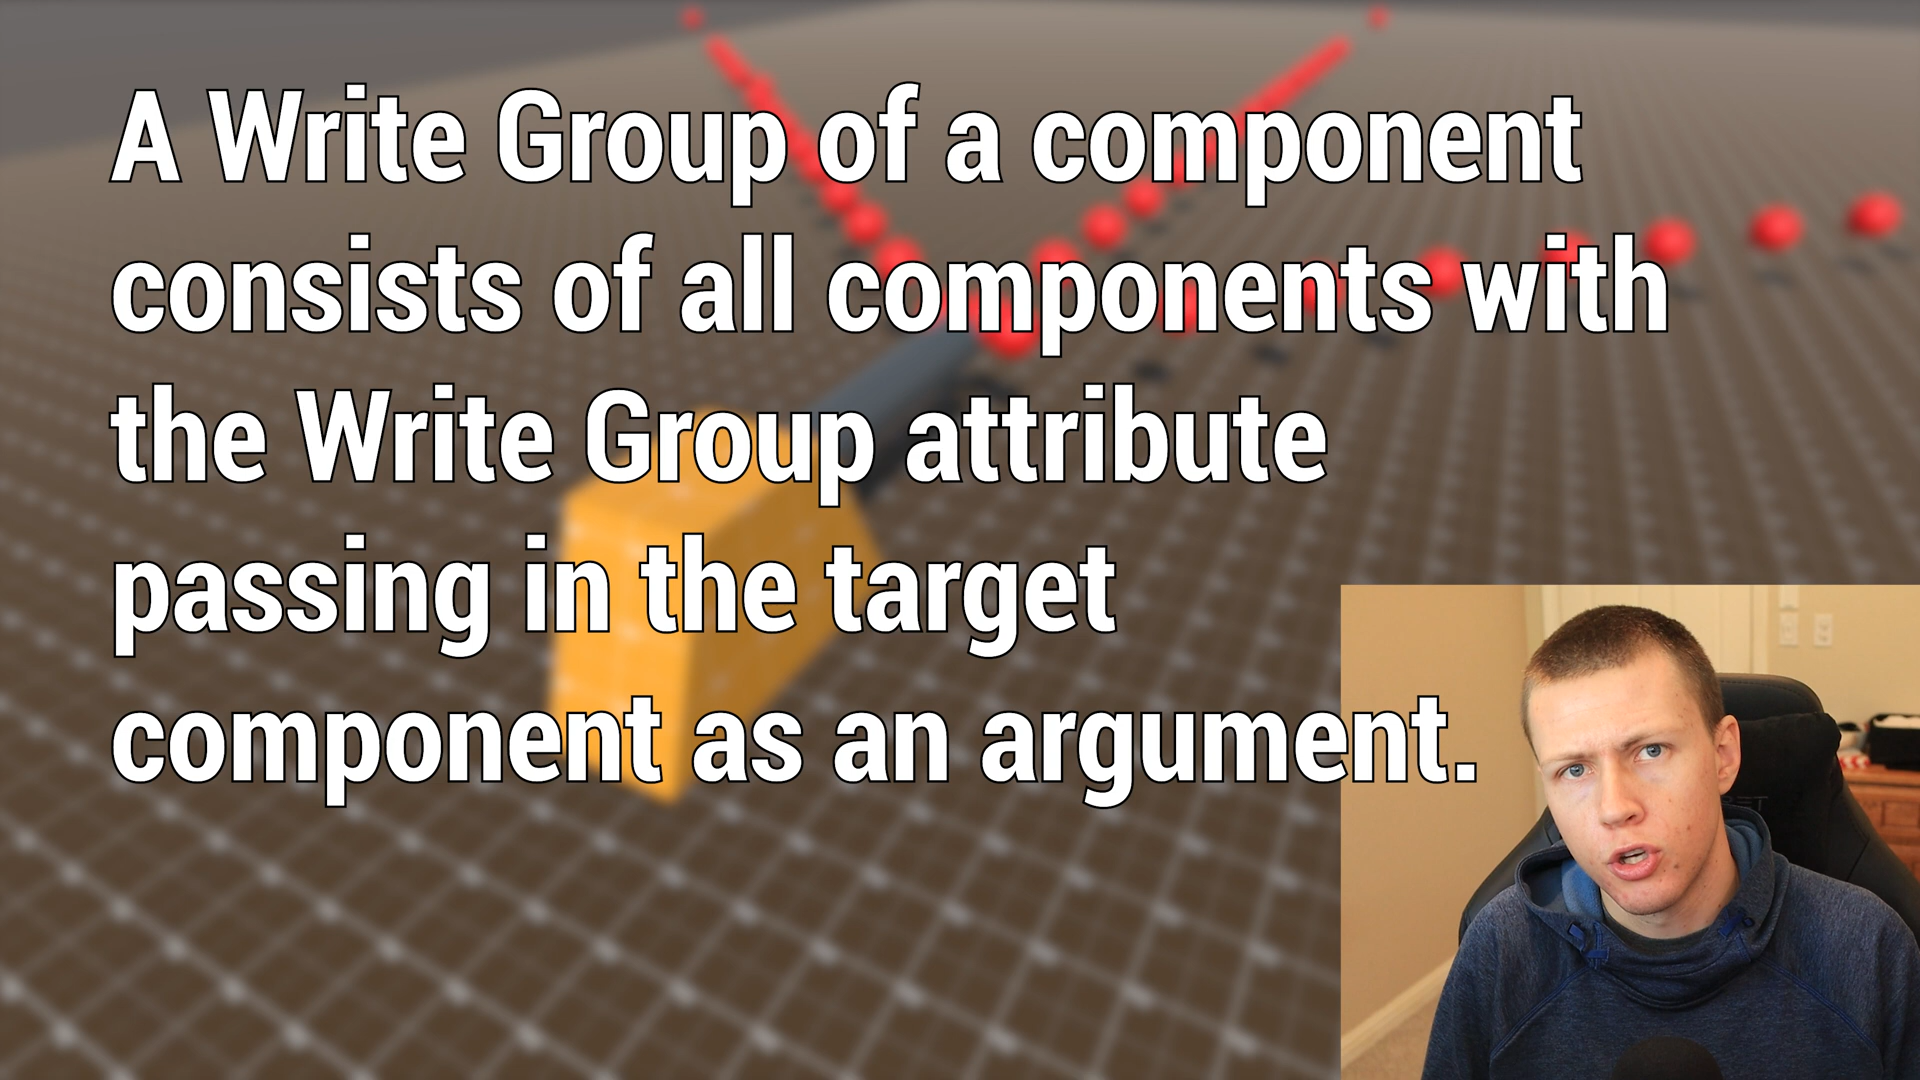 A Write Group of a component
consists of all components with
the Write Group attribute
passing in the target
component as an argument.